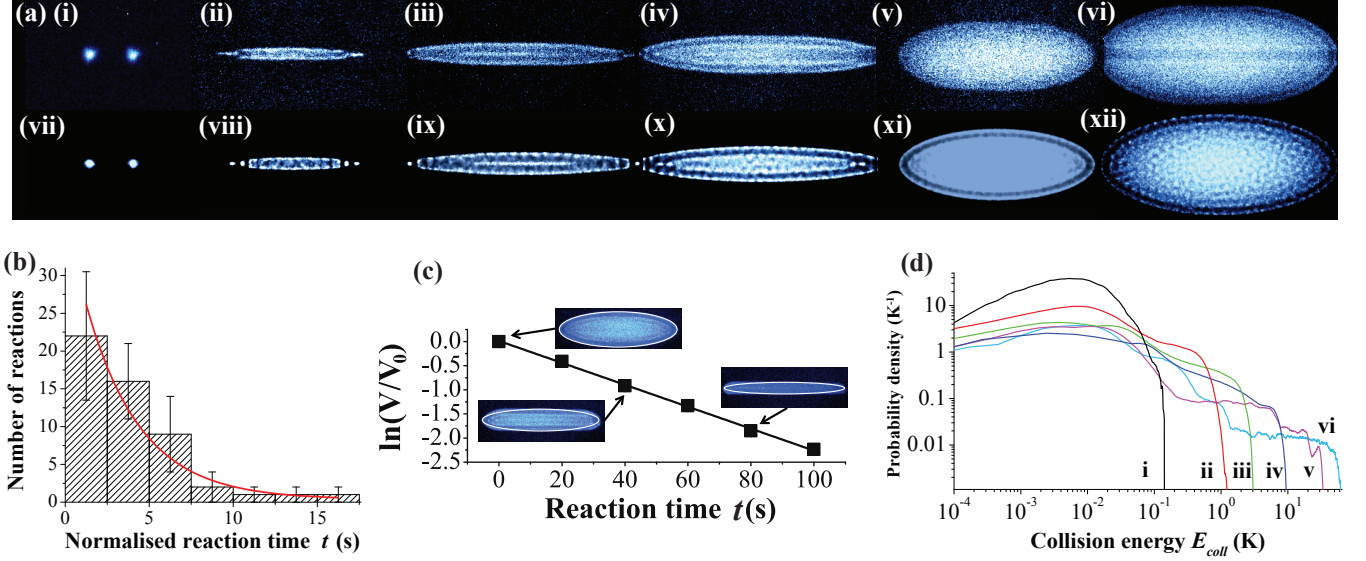 (a) (i) (ii) (iii) (iv) (v) (vi)
(vii) (viii) (ix) (x) (xi) (xii)
(b)
Number of reactions
30
25
20
15
10
5
0
0 5 10 15
Normalised reaction time t (s)
(c)
ln(V/V₀)
0.0
-0.5
-1.0
-1.5
-2.0
-2.5
0 20 40 60 80 100
Reaction time t(s)
(d)
Probability density (K⁻¹)
10
1
0.1
0.01
i ii iii iv v vi
10⁻⁴ 10⁻³ 10⁻² 10⁻¹ 10⁰ 10¹
Collision energy E_coll (K)